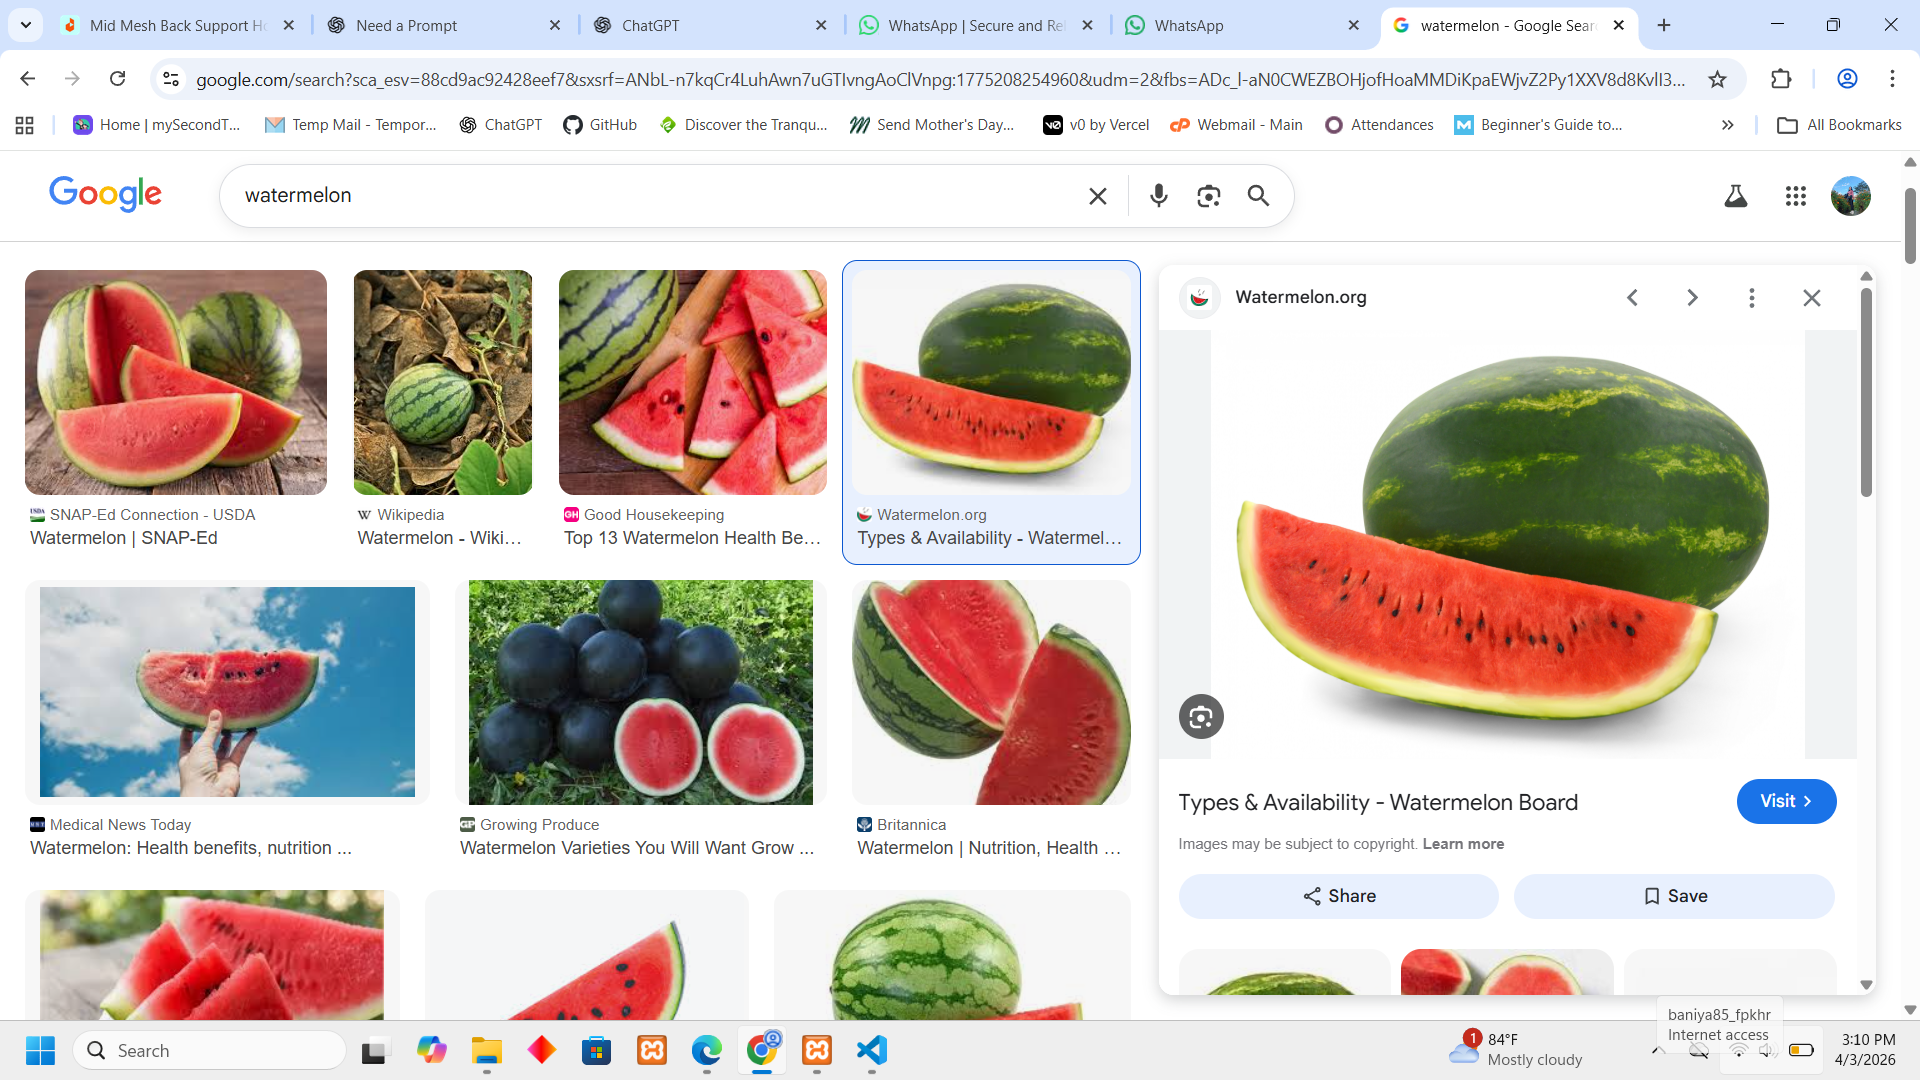 Mid Mesh Back Support Ho
Need a Prompt
ChatGPT
WhatsApp | Secure and Rel
WhatsApp
watermelon - Google Sear
google.com/search?sca_esv=88cd9ac92428eef7&sxsrf=ANbL-n7kqCr4LuhAwn7uGTIvngAoClVnpg:1775208254960&udm=2&fbs=ADc_l-aN0CWEZBOHjofHoaMMDiKpaEWjvZ2Py1XXV8d8KvlI3...
Home | mySecondT...
Temp Mail - Tempor...
ChatGPT
GitHub
Discover the Tranqu...
Send Mother's Day...
v0 by Vercel
Webmail - Main
Attendances
Beginner's Guide to...
All Bookmarks
Google
watermelon
SNAP-Ed Connection - USDA
Watermelon | SNAP-Ed
Wikipedia
Watermelon - Wiki...
Good Housekeeping
Top 13 Watermelon Health Be...
Watermelon.org
Types & Availability - Watermel...
Medical News Today
Watermelon: Health benefits, nutrition ...
Growing Produce
Watermelon Varieties You Will Want Grow ...
Britannica
Watermelon | Nutrition, Health ...
Watermelon.org
Types & Availability - Watermelon Board
Visit
Images may be subject to copyright. Learn more
Share
Save
baniya85_fpkhr
Internet access
Search
1
84°F
Mostly cloudy
3:10 PM
4/3/2026